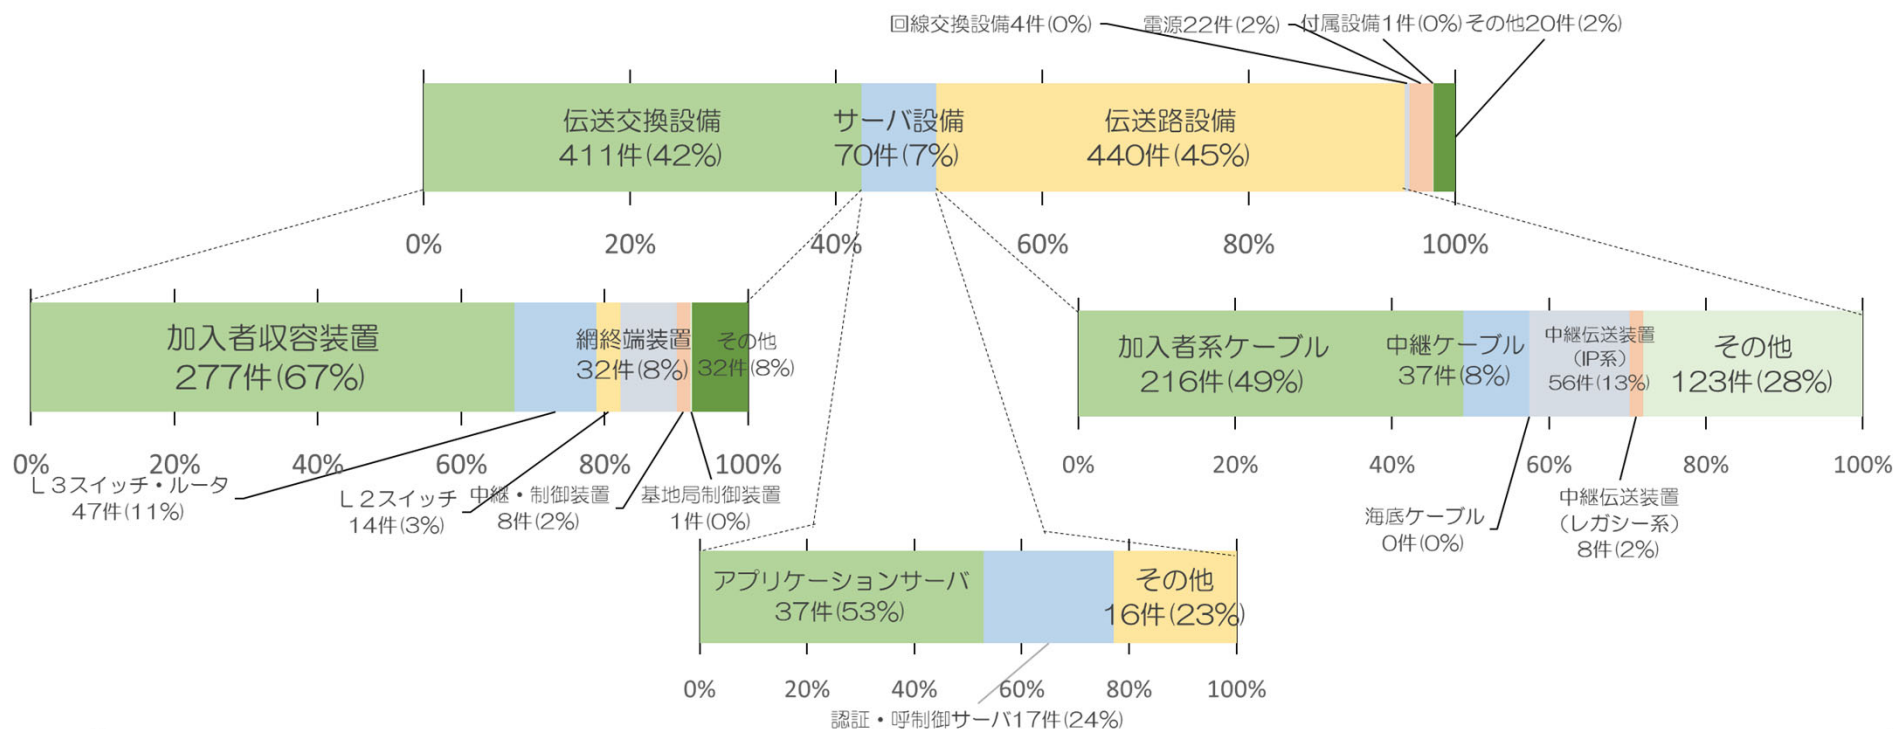 回線交換設備4件(0%)
電源22件(2%)
付属設備1件(0%)
その他20件(2%)
伝送交換設備
411件(42%)
サーバ設備
70件(7%)
伝送路設備
440件(45%)
0%
20%
40%
60%
80%
100%
加入者収容装置
277件(67%)
網終端装置
32件(8%)
その他
32件(8%)
0%
20%
40%
60%
80%
100%
L3スイッチ・ルータ
47件(11%)
L2スイッチ
14件(3%)
中継・制御装置
8件(2%)
基地局制御装置
1件(0%)
加入者系ケーブル
216件(49%)
中継ケーブル
37件(8%)
中継伝送装置
(IP系)
56件(13%)
その他
123件(28%)
0%
20%
40%
60%
80%
100%
海底ケーブル
0件(0%)
中継伝送装置
(レガシー系)
8件(2%)
アプリケーションサーバ
37件(53%)
その他
16件(23%)
0%
20%
40%
60%
80%
100%
認証・呼制御サーバ17件(24%)